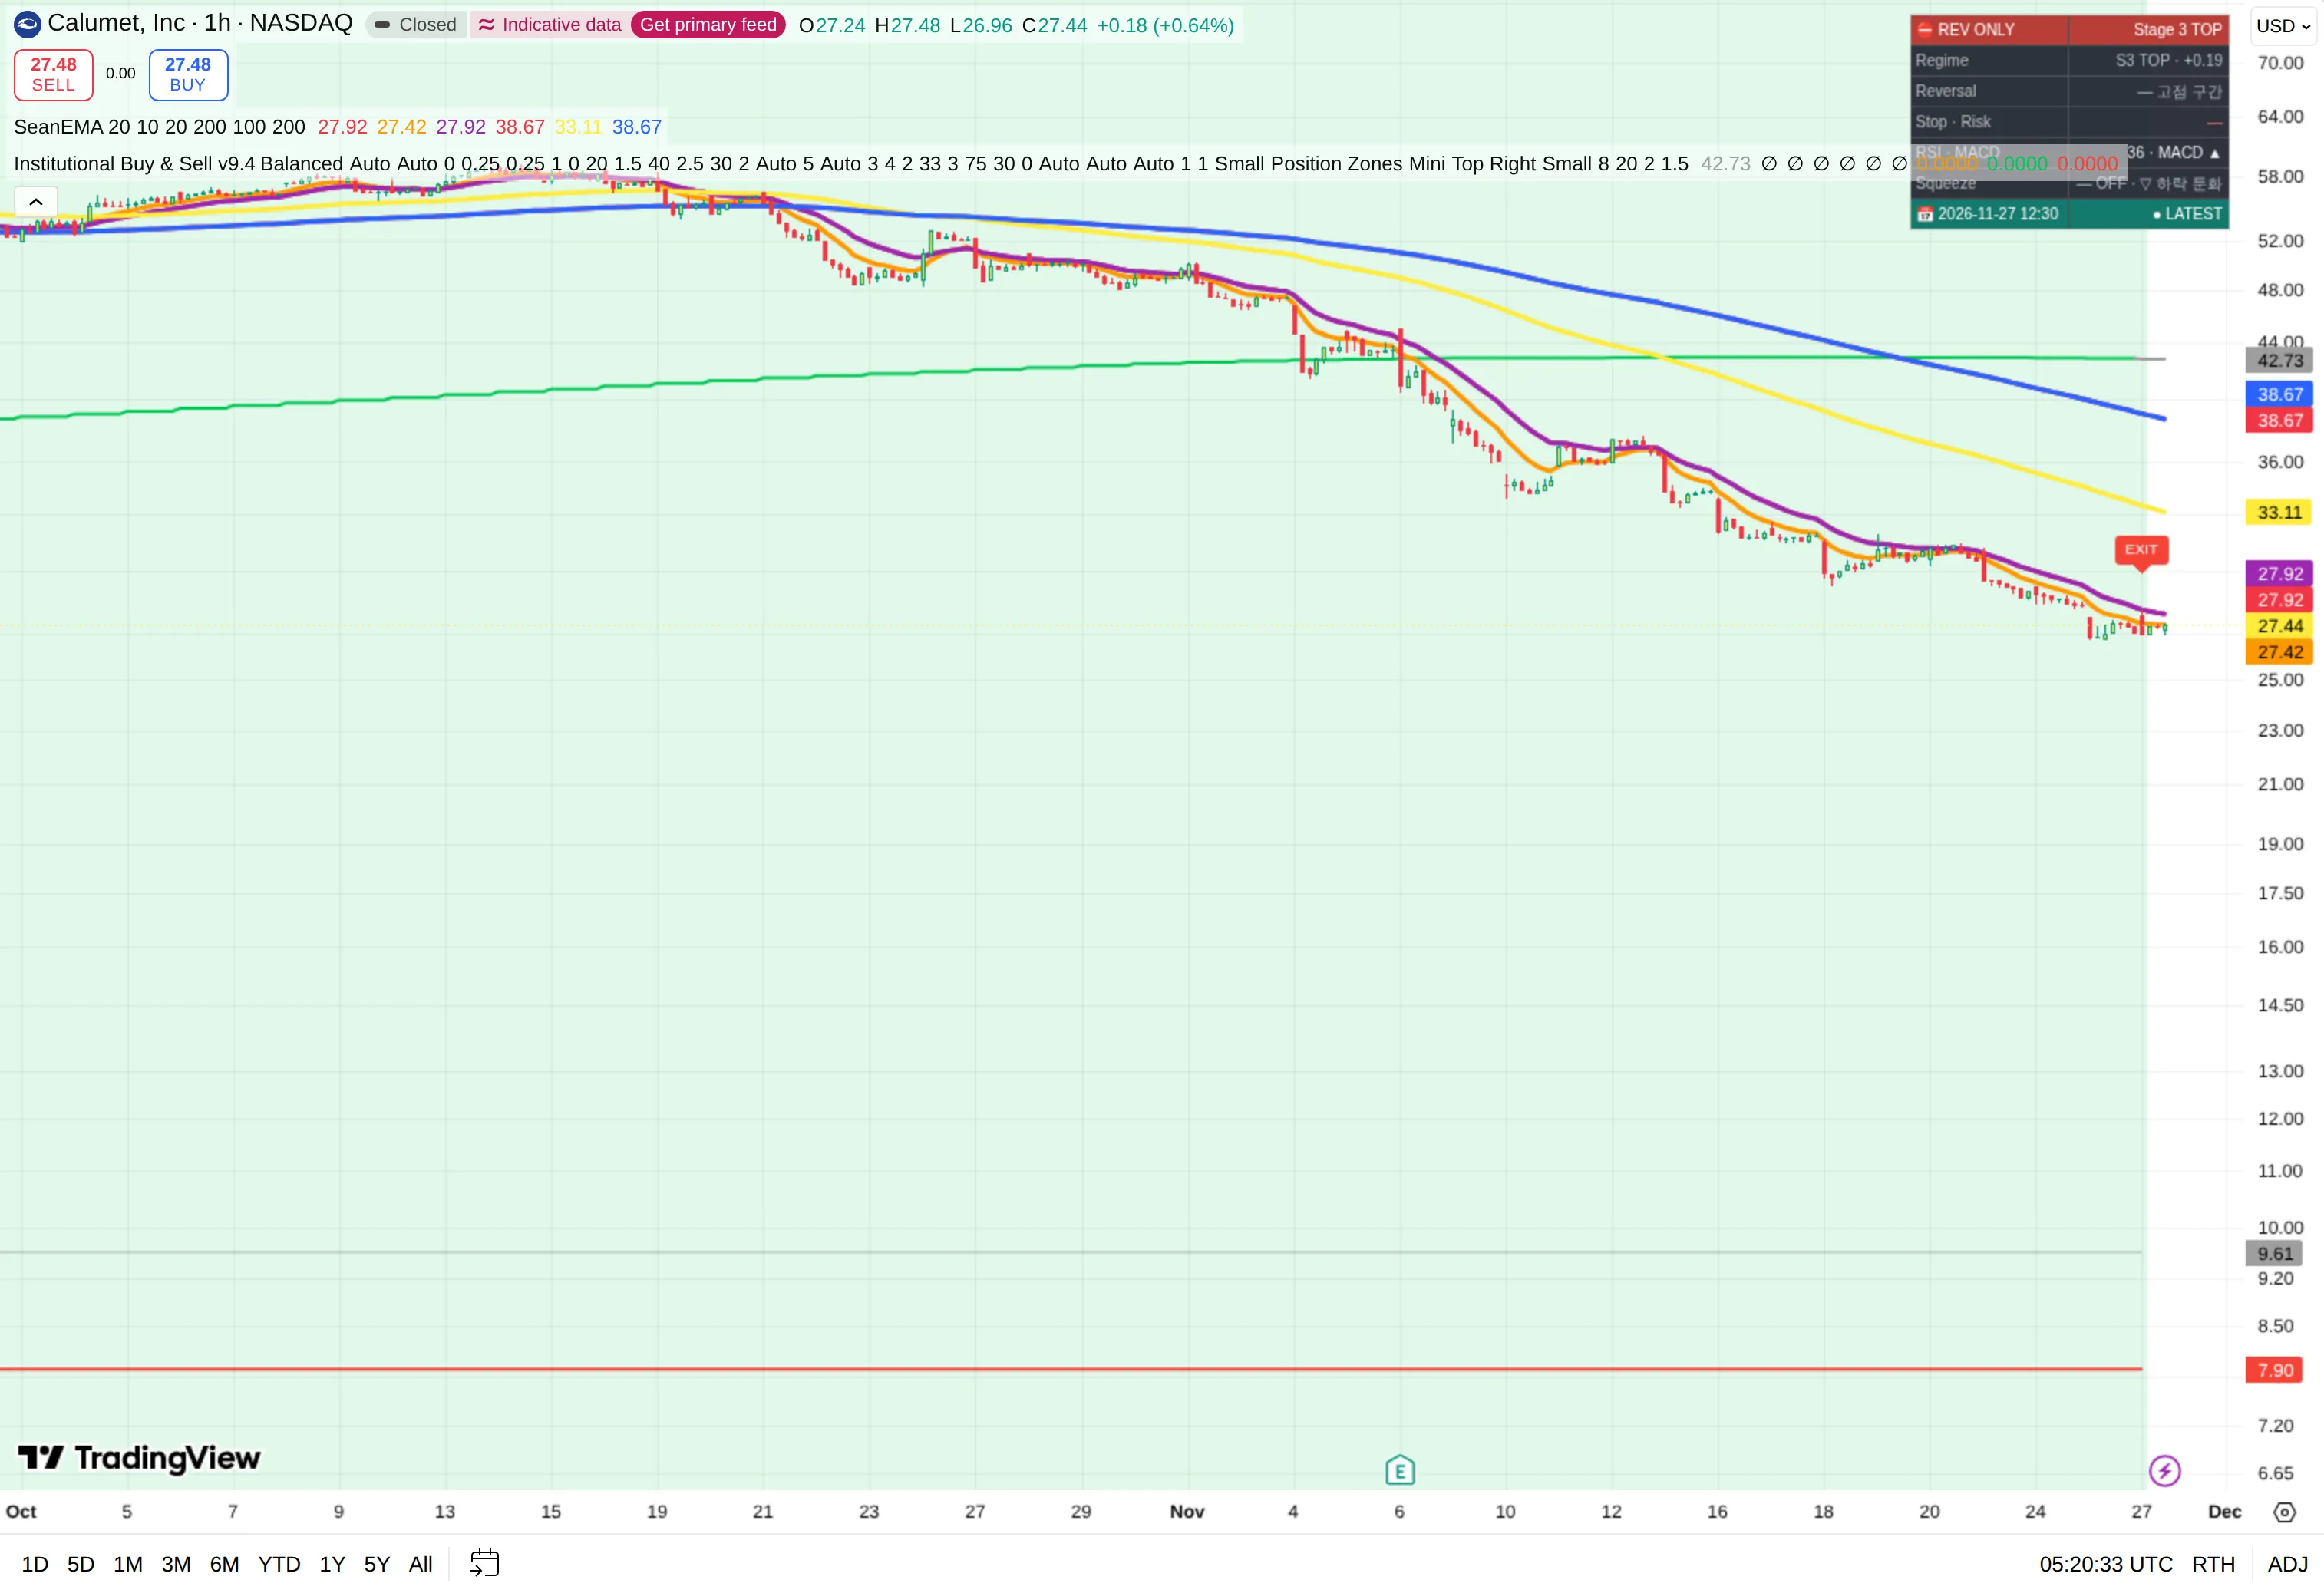 Calumet, Inc · 1h · NASDAQ Closed Indicative data Get primary feed O27.24 H27.48 L26.96 C27.44 +0.18 (+0.64%)
27.48 SELL 0.00 27.48 BUY
SeanEMA 20 10 20 200 100 200 27.92 27.42 27.92 38.67 33.11 38.67
Institutional Buy & Sell v9.4 Balanced Auto Auto 0 0.25 0.25 1 0 20 1.5 40 2.5 30 2 Auto 5 Auto 3 4 2 33 3 75 30 0 Auto Auto Auto 1 1 Small Position Zones Mini Top Right Small 8 20 2 1.5 42.73 ∅ ∅ ∅ ∅ ∅ ∅ 0.0000 0.0000 0.0000
REV ONLY Stage 3 TOP
Regime S3 TOP · +0.19
Reversal — 고점 구간
Stop · Risk —
RSI · MACD 36 · MACD ▲
Squeeze — OFF · ▽ 하락 둔화
2026-11-27 12:30 ● LATEST
USD
70.00
64.00
58.00
52.00
48.00
44.00
42.73
38.67
38.67
36.00
33.11
EXIT
27.92
27.92
27.44
27.42
25.00
23.00
21.00
19.00
17.50
16.00
14.50
13.00
12.00
11.00
10.00
9.61
9.20
8.50
7.90
7.20
6.65
TradingView
E
Oct 5 7 9 13 15 19 21 23 27 29 Nov 4 6 10 12 16 18 20 24 27 Dec
1D 5D 1M 3M 6M YTD 1Y 5Y All 05:20:33 UTC RTH ADJ